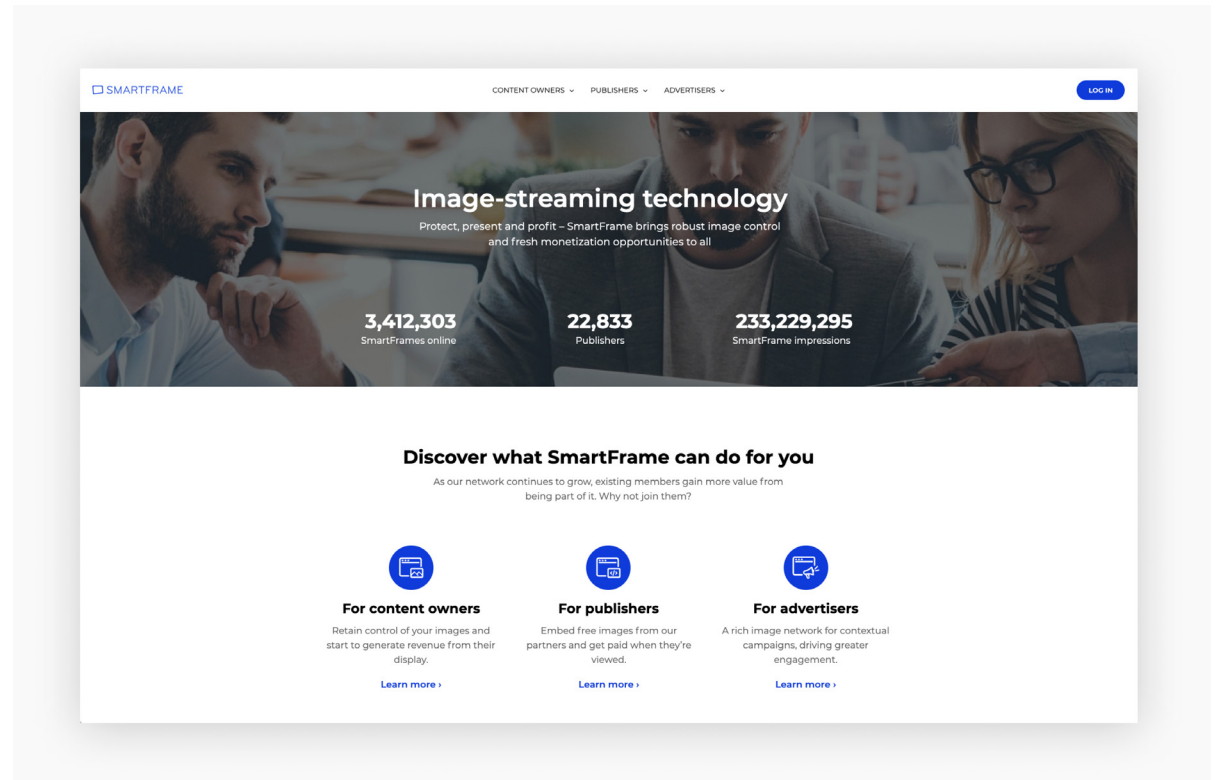 SMARTFRAME
CONTENT OWNERS
PUBLISHERS
ADVERTISERS
LOG IN
Image-streaming technology
Protect, present and profit – SmartFrame brings robust image control
and fresh monetization opportunities to all
3,412,303
SmartFrames online
22,833
Publishers
233,229,295
SmartFrame impressions
Discover what SmartFrame can do for you
As our network continues to grow, existing members gain more value from
being part of it. Why not join them?
For content owners
Retain control of your images and
start to generate revenue from their
display.
Learn more ›
For publishers
Embed free images from our
partners and get paid when they’re
viewed.
Learn more ›
For advertisers
A rich image network for contextual
campaigns, driving greater
engagement.
Learn more ›